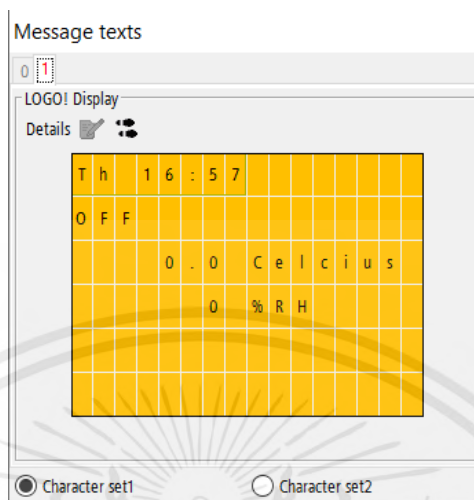 Message texts
0 1
LOGO! Display
Details
Th 16:57
OFF
0.0 Celcius
0 %RH
Character set1 Character set2